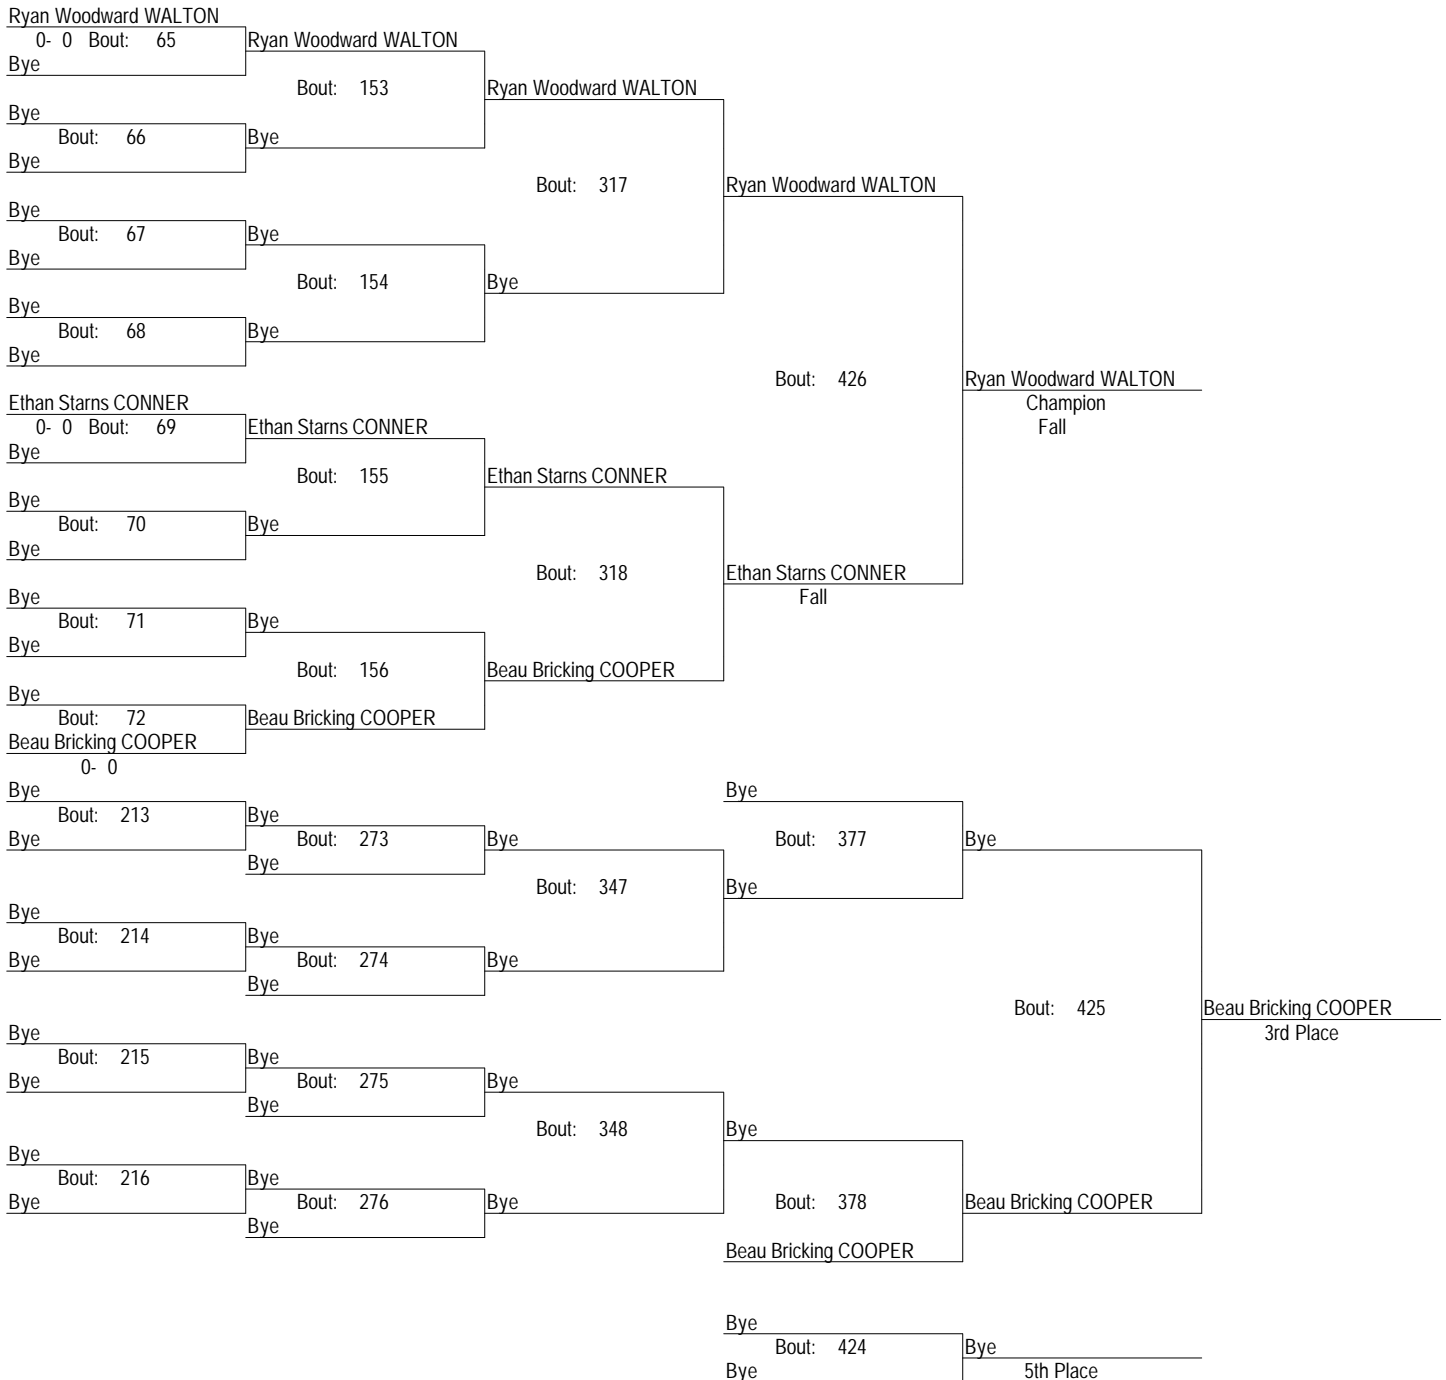 Ryan Woodward WALTON
0- 0 Bout: 65 Ryan Woodward WALTON
Bye
Bout: 153 Ryan Woodward WALTON
Bye
Bout: 66 Bye
Bye
Bout: 317 Ryan Woodward WALTON
Bye
Bout: 67 Bye
Bye
Bout: 154 Bye
Bye
Bout: 68 Bye
Bye
Bout: 426 Ryan Woodward WALTON
Ethan Starns CONNER Champion
0- 0 Bout: 69 Ethan Starns CONNER Fall
Bye
Bout: 155 Ethan Starns CONNER
Bye
Bout: 70 Bye
Bye
Bout: 318 Ethan Starns CONNER
Bye Fall
Bout: 71 Bye
Bye
Bout: 156 Beau Bricking COOPER
Bye
Bout: 72 Beau Bricking COOPER
Beau Bricking COOPER
0- 0
Bye Bye
Bout: 213 Bye
Bye Bout: 273 Bye Bout: 377 Bye
Bye
Bout: 347 Bye
Bye
Bout: 214 Bye
Bye Bout: 274 Bye
Bye
Bout: 425 Beau Bricking COOPER
Bye 3rd Place
Bout: 215 Bye
Bye Bout: 275 Bye
Bye
Bout: 348 Bye
Bye
Bout: 216 Bye
Bye Bout: 276 Bye Bout: 378 Beau Bricking COOPER
Bye
Beau Bricking COOPER
Bye
Bout: 424 Bye
Bye 5th Place